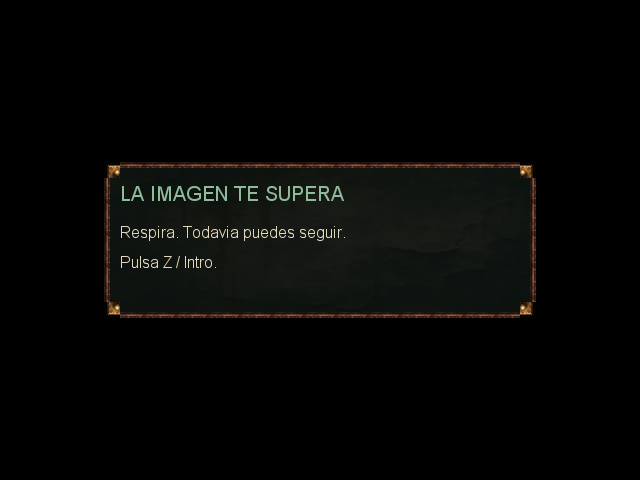 LA IMAGEN TE SUPERA
Respira. Todavia puedes seguir.
Pulsa Z / Intro.